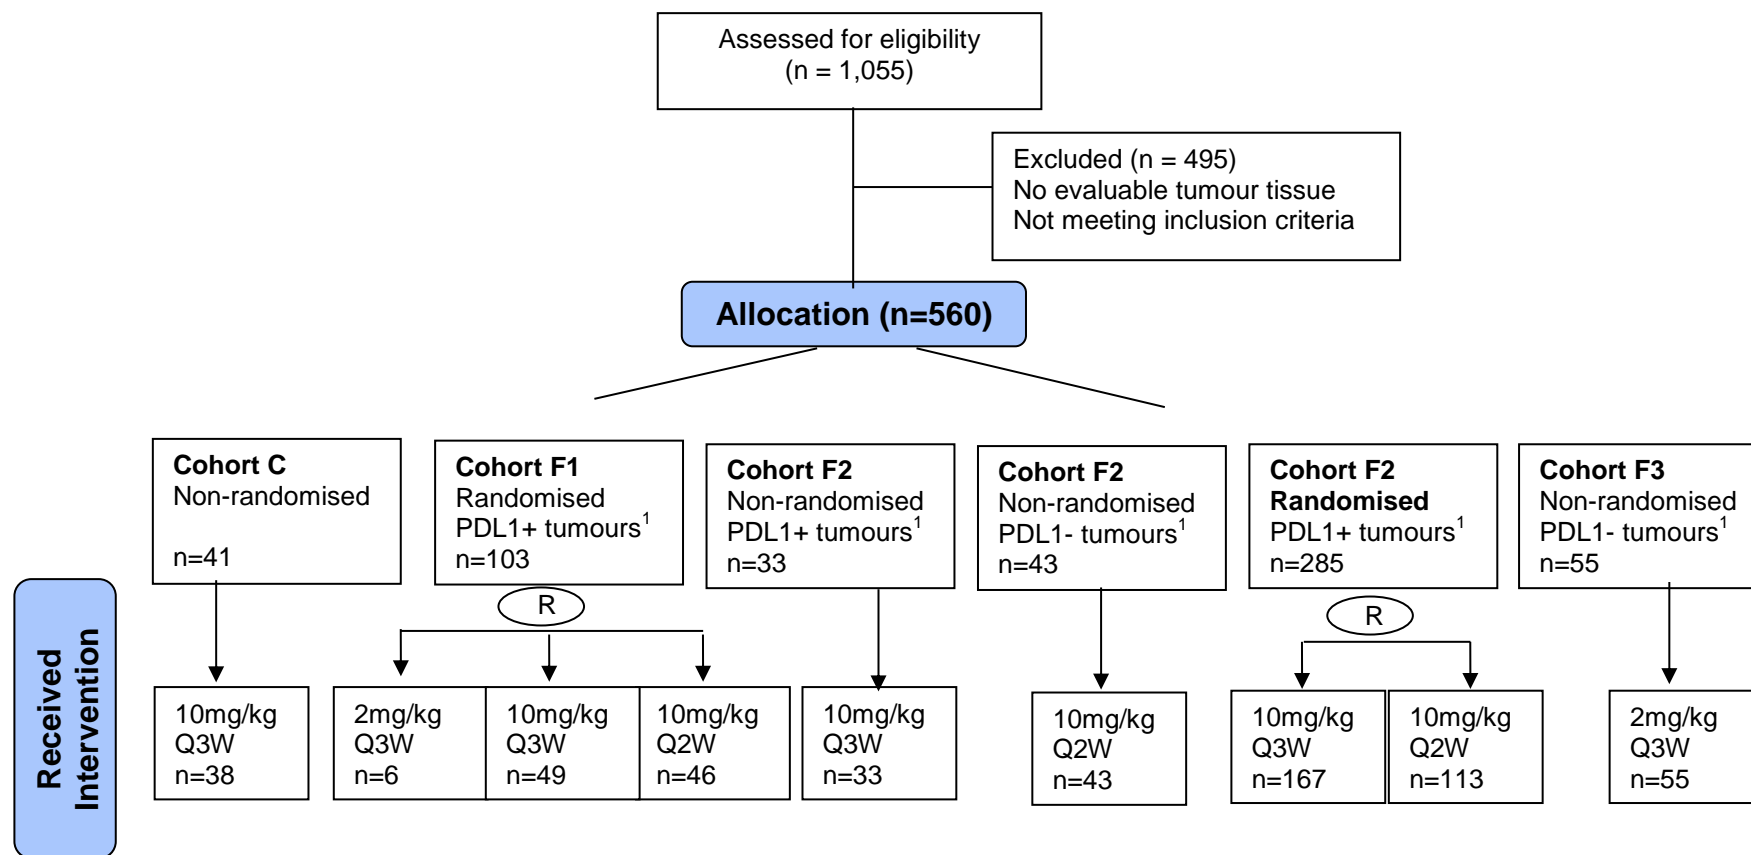 Assessed for eligibility
(n = 1,055)
Excluded (n = 495)
No evaluable tumour tissue
Not meeting inclusion criteria
Allocation (n=560)
Cohort C
Non-randomised
n=41
Cohort F1
Randomised
PDL1+ tumours1
n=103
Cohort F2
Non-randomised
PDL1+ tumours1
n=33
Cohort F2
Non-randomised
PDL1- tumours1
n=43
Cohort F2
Randomised
PDL1+ tumours1
n=285
Cohort F3
Non-randomised
PDL1- tumours1
n=55
R
R
Received
Intervention
10mg/kg
Q3W
n=38
2mg/kg
Q3W
n=6
10mg/kg
Q3W
n=49
10mg/kg
Q2W
n=46
10mg/kg
Q3W
n=33
10mg/kg
Q2W
n=43
10mg/kg
Q3W
n=167
10mg/kg
Q2W
n=113
2mg/kg
Q3W
n=55